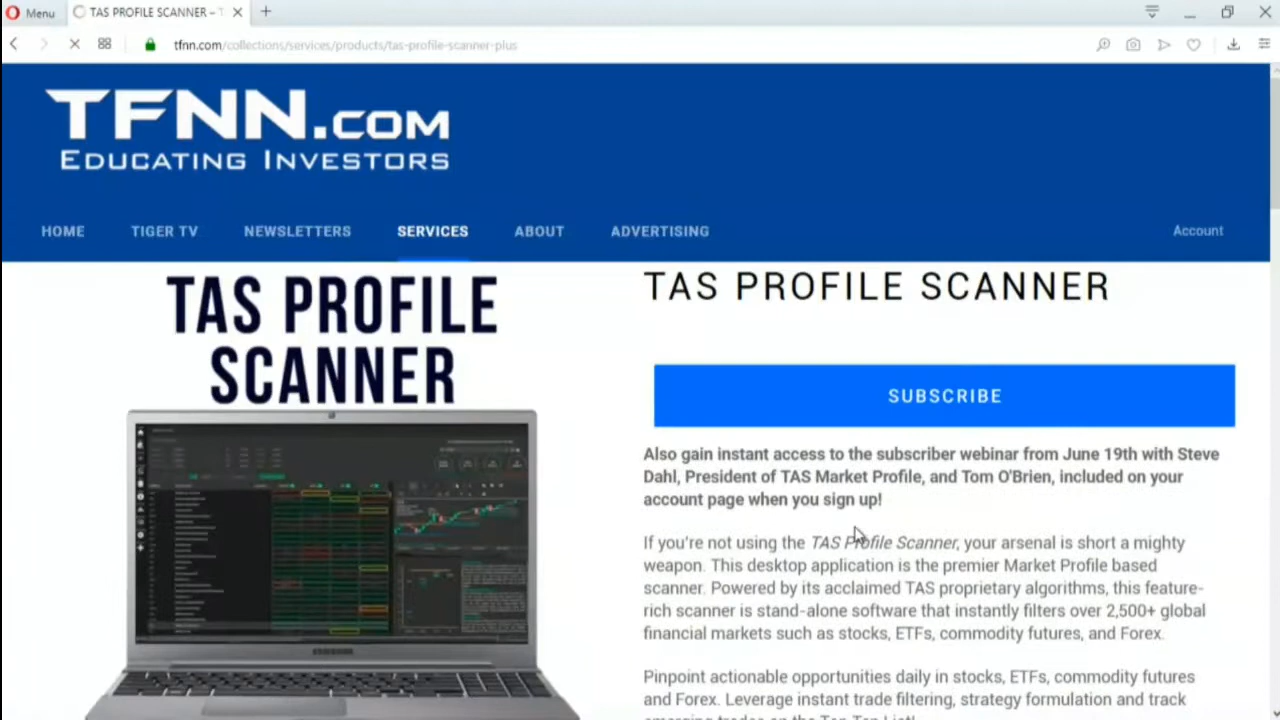 Menu
TAS PROFILE SCANNER – T
tfnn.com/collections/services/products/tas-profile-scanner-plus
TFNN.COM
EDUCATING INVESTORS
HOME TIGER TV NEWSLETTERS SERVICES ABOUT ADVERTISING Account
TAS PROFILE
SCANNER
TAS PROFILE SCANNER
SUBSCRIBE
Also gain instant access to the subscriber webinar from June 19th with Steve
Dahl, President of TAS Market Profile, and Tom O'Brien, included on your
account page when you sign up!
If you're not using the TAS Profile Scanner, your arsenal is short a mighty
weapon. This desktop application is the premier Market Profile based
scanner. Powered by its acclaimed TAS proprietary algorithms, this feature-
rich scanner is stand-alone software that instantly filters over 2,500+ global
financial markets such as stocks, ETFs, commodity futures, and Forex.
Pinpoint actionable opportunities daily in stocks, ETFs, commodity futures
and Forex. Leverage instant trade filtering, strategy formulation and track
emerging trades on the Top Ten List!